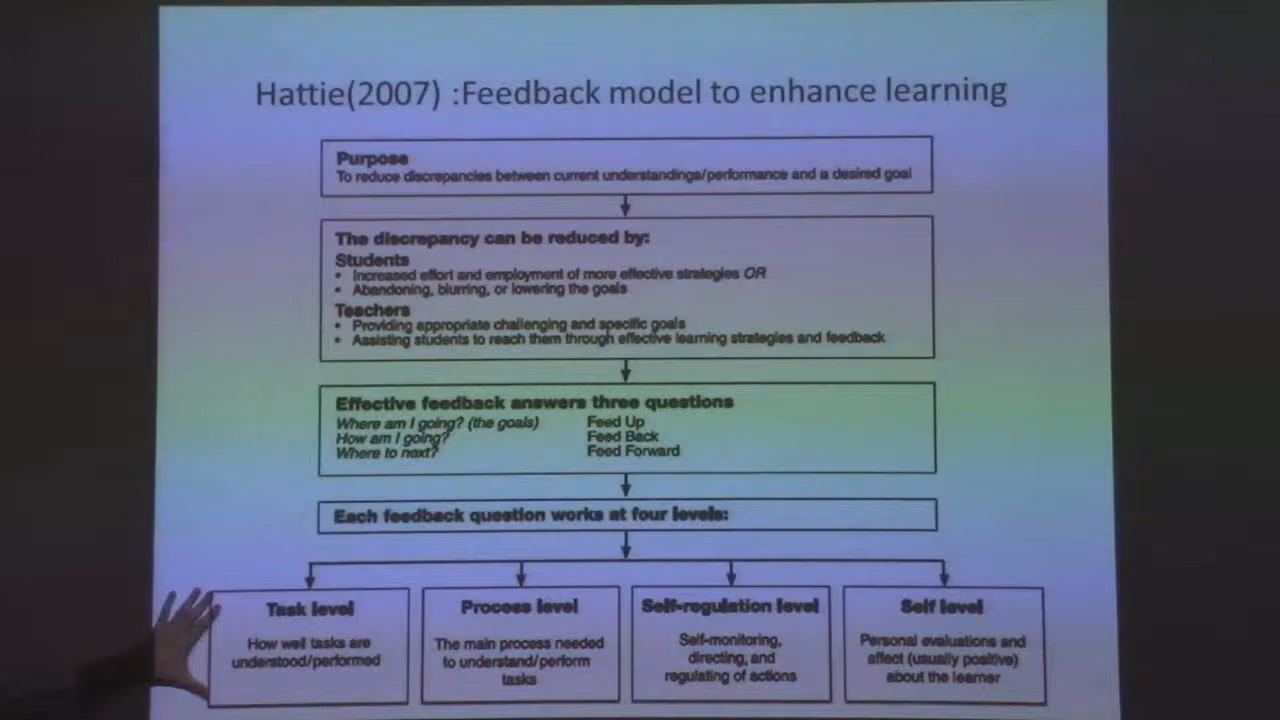 Hattie(2007) :Feedback model to enhance learning
Purpose
To reduce discrepancies between current understandings/performance and a desired goal
The discrepancy can be reduced by:
Students
• Increased effort and employment of more effective strategies OR
• Abandoning, blurring, or lowering the goals
Teachers
• Providing appropriate challenging and specific goals
• Assisting students to reach them through effective learning strategies and feedback
Effective feedback answers three questions
Where am I going? (the goals) Feed Up
How am I going? Feed Back
Where to next? Feed Forward
Each feedback question works at four levels:
Task level
How well tasks are
understood/performed
Process level
The main process needed
to understand/perform
tasks
Self-regulation level
Self-monitoring,
directing, and
regulating of actions
Self level
Personal evaluations and
affect (usually positive)
about the learner